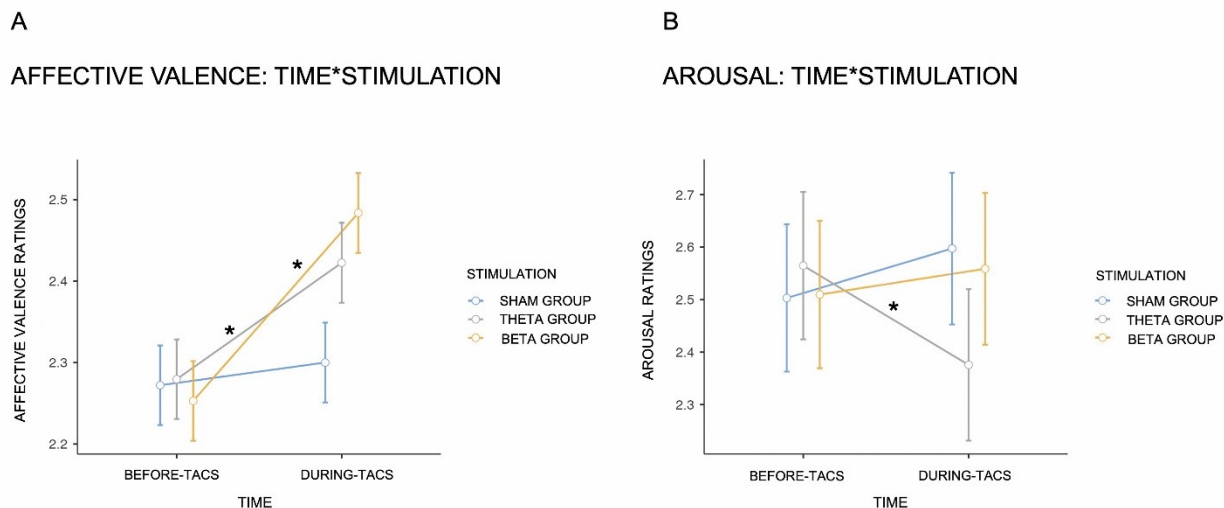 A
AFFECTIVE VALENCE: TIME*STIMULATION
AFFECTIVE VALENCE RATINGS
2.5
2.4
2.3
2.2
*
*
BEFORE-TACS DURING-TACS
TIME
STIMULATION
SHAM GROUP
THETA GROUP
BETA GROUP
B
AROUSAL: TIME*STIMULATION
AROUSAL RATINGS
2.7
2.6
2.5
2.4
2.3
*
BEFORE-TACS DURING-TACS
TIME
STIMULATION
SHAM GROUP
THETA GROUP
BETA GROUP